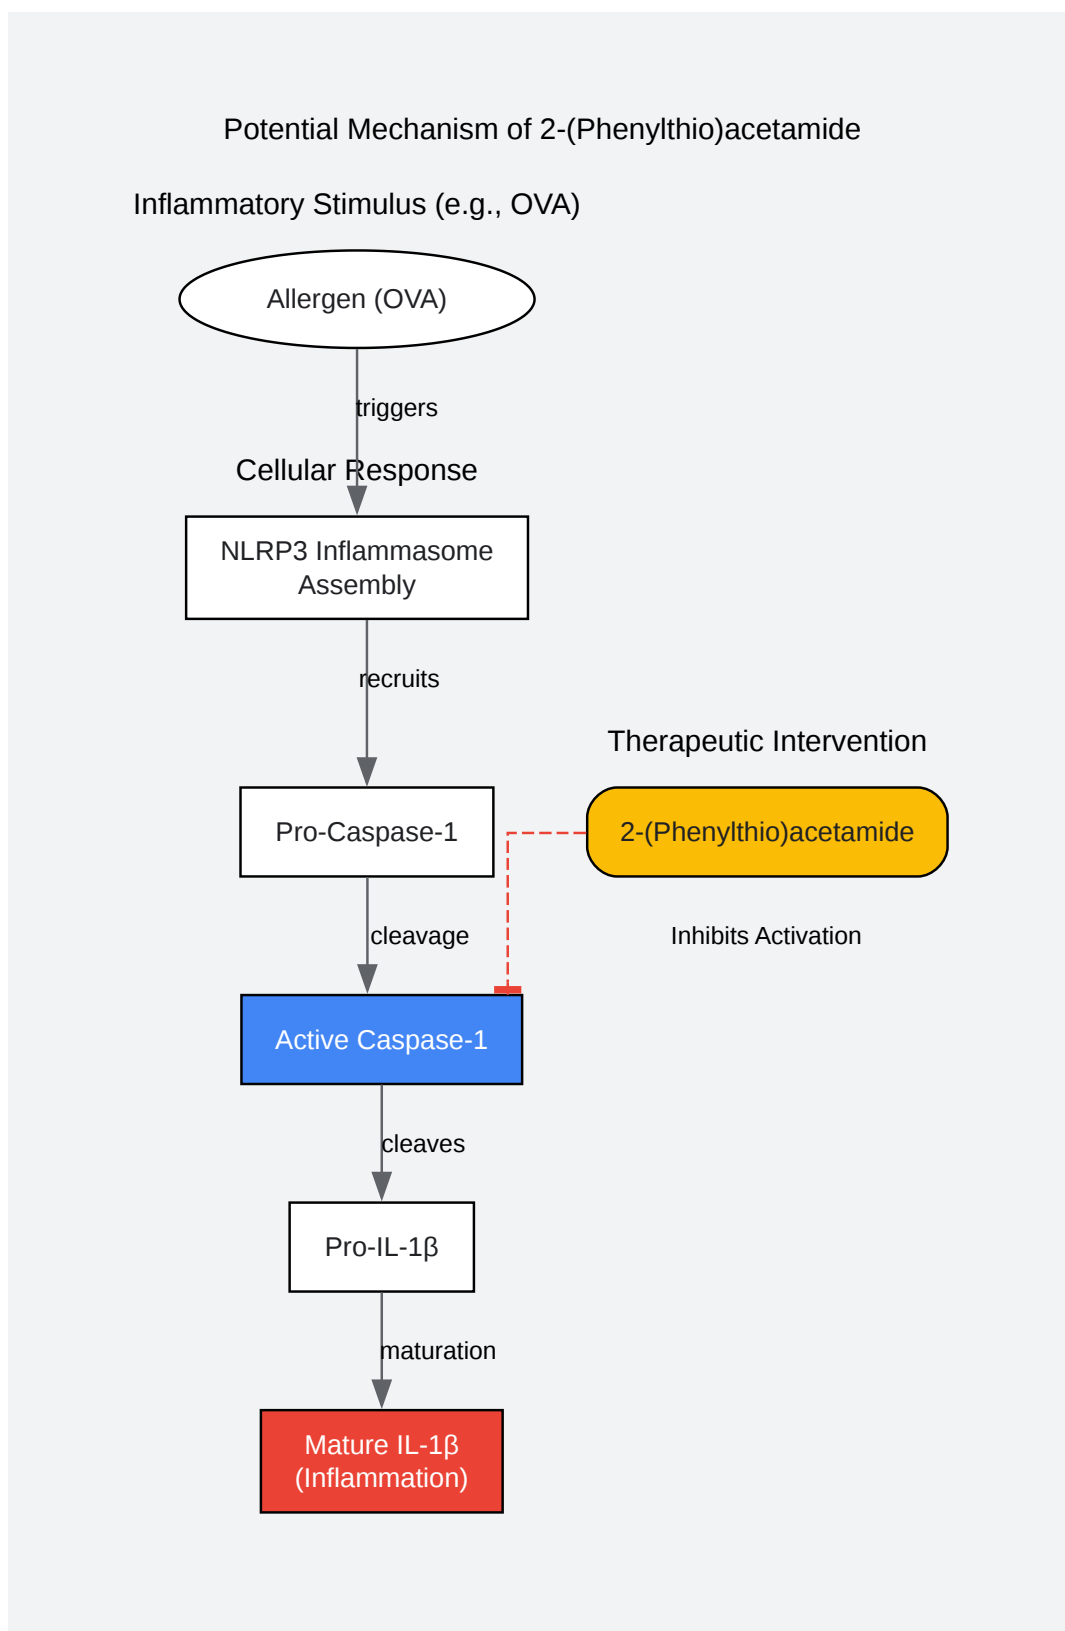 Potential Mechanism of 2-(Phenylthio)acetamide
Inflammatory Stimulus (e.g., OVA)
Allergen (OVA)
triggers
Cellular Response
NLRP3 Inflammasome
Assembly
recruits
Therapeutic Intervention
Pro-Caspase-1
2-(Phenylthio)acetamide
cleavage
Inhibits Activation
Active Caspase-1
cleaves
Pro-IL-1β
maturation
Mature IL-1β
(Inflammation)